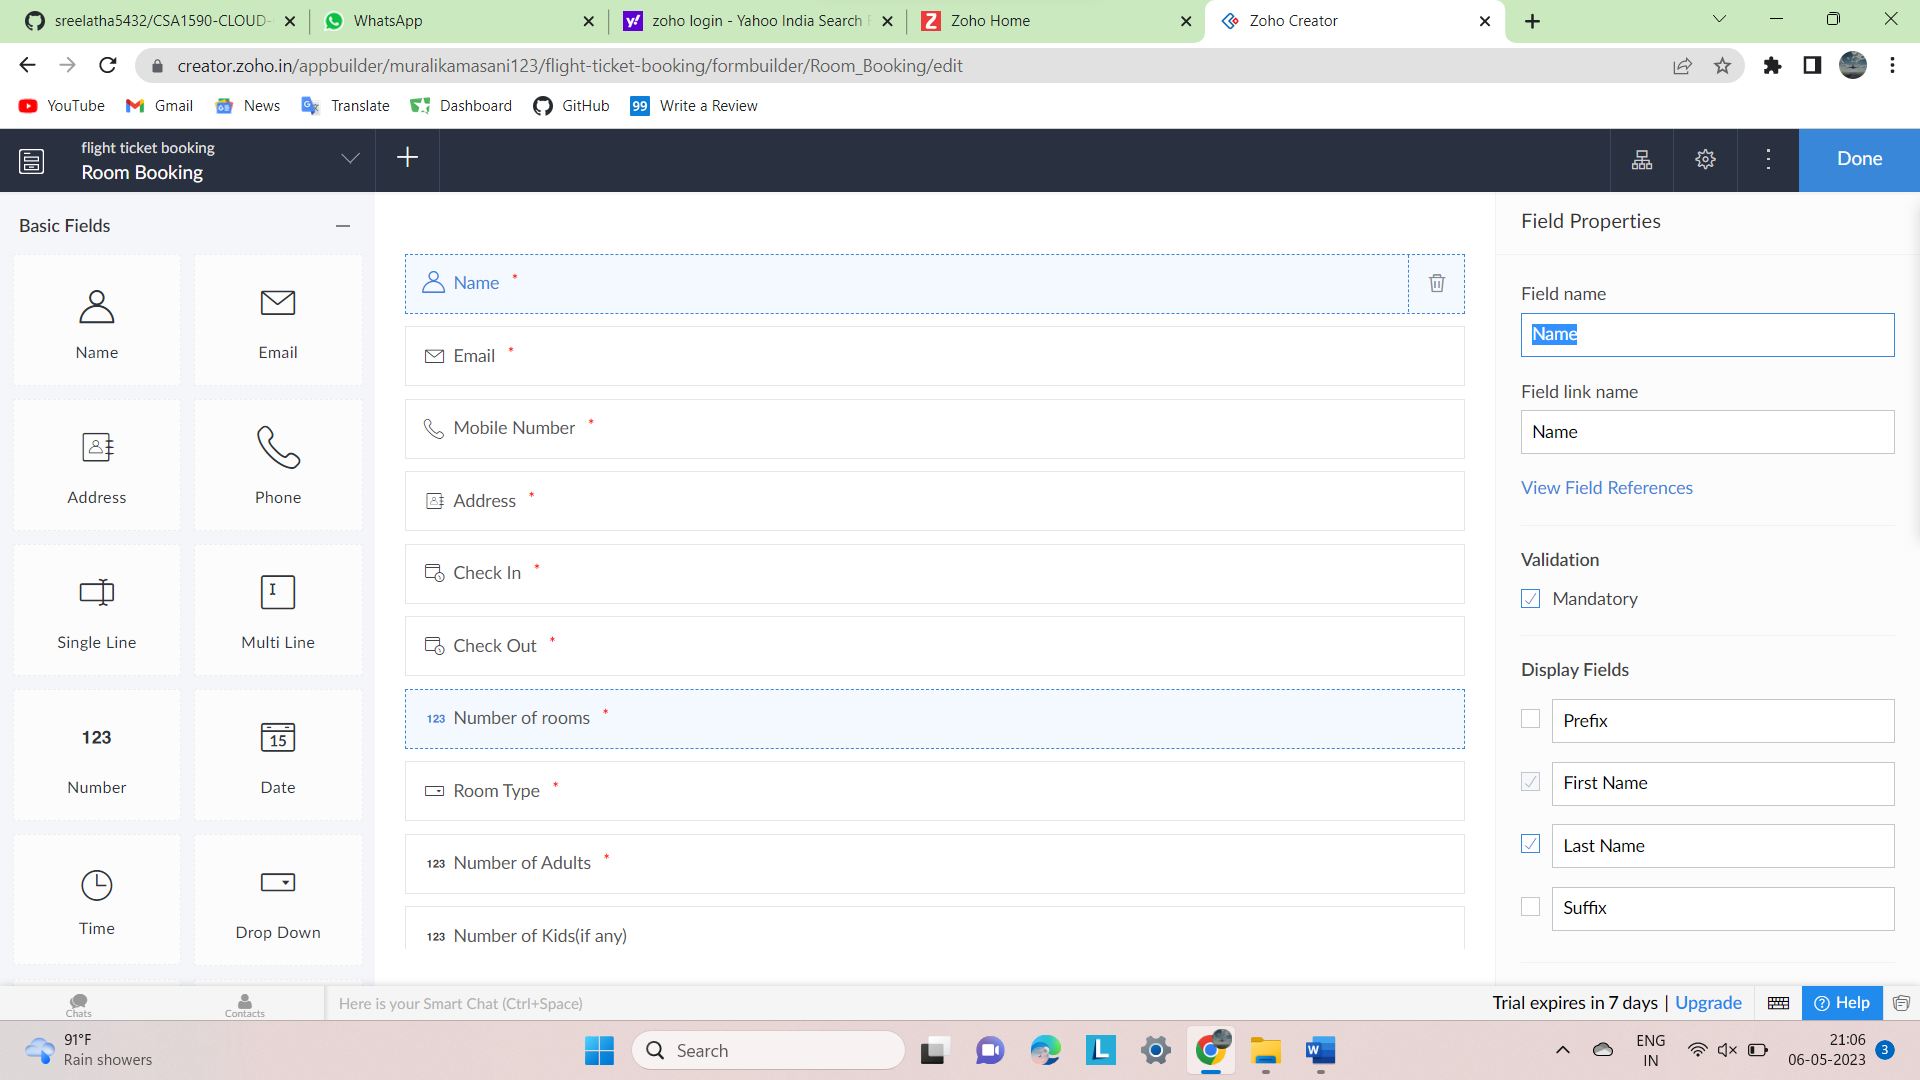 sreelatha5432/CSA1590-CLOUD-
WhatsApp
zoho login - Yahoo India Search
Zoho Home
Zoho Creator
creator.zoho.in/appbuilder/muralikamasani123/flight-ticket-booking/formbuilder/Room_Booking/edit
YouTube
Gmail
News
Translate
Dashboard
GitHub
99
Write a Review
flight ticket booking
Room Booking
Done
Basic Fields
Name
Email
Address
Phone
Single Line
Multi Line
123
Number
15
Date
Time
Drop Down
Name *
Email *
Mobile Number *
Address *
Check In *
Check Out *
123 Number of rooms *
Room Type *
123 Number of Adults *
123 Number of Kids(if any)
Field Properties
Field name
Name
Field link name
Name
View Field References
Validation
Mandatory
Display Fields
Prefix
First Name
Last Name
Suffix
Chats
Contacts
Here is your Smart Chat (Ctrl+Space)
Trial expires in 7 days | Upgrade
Help
91°F
Rain showers
Search
ENG
IN
21:06
06-05-2023
3